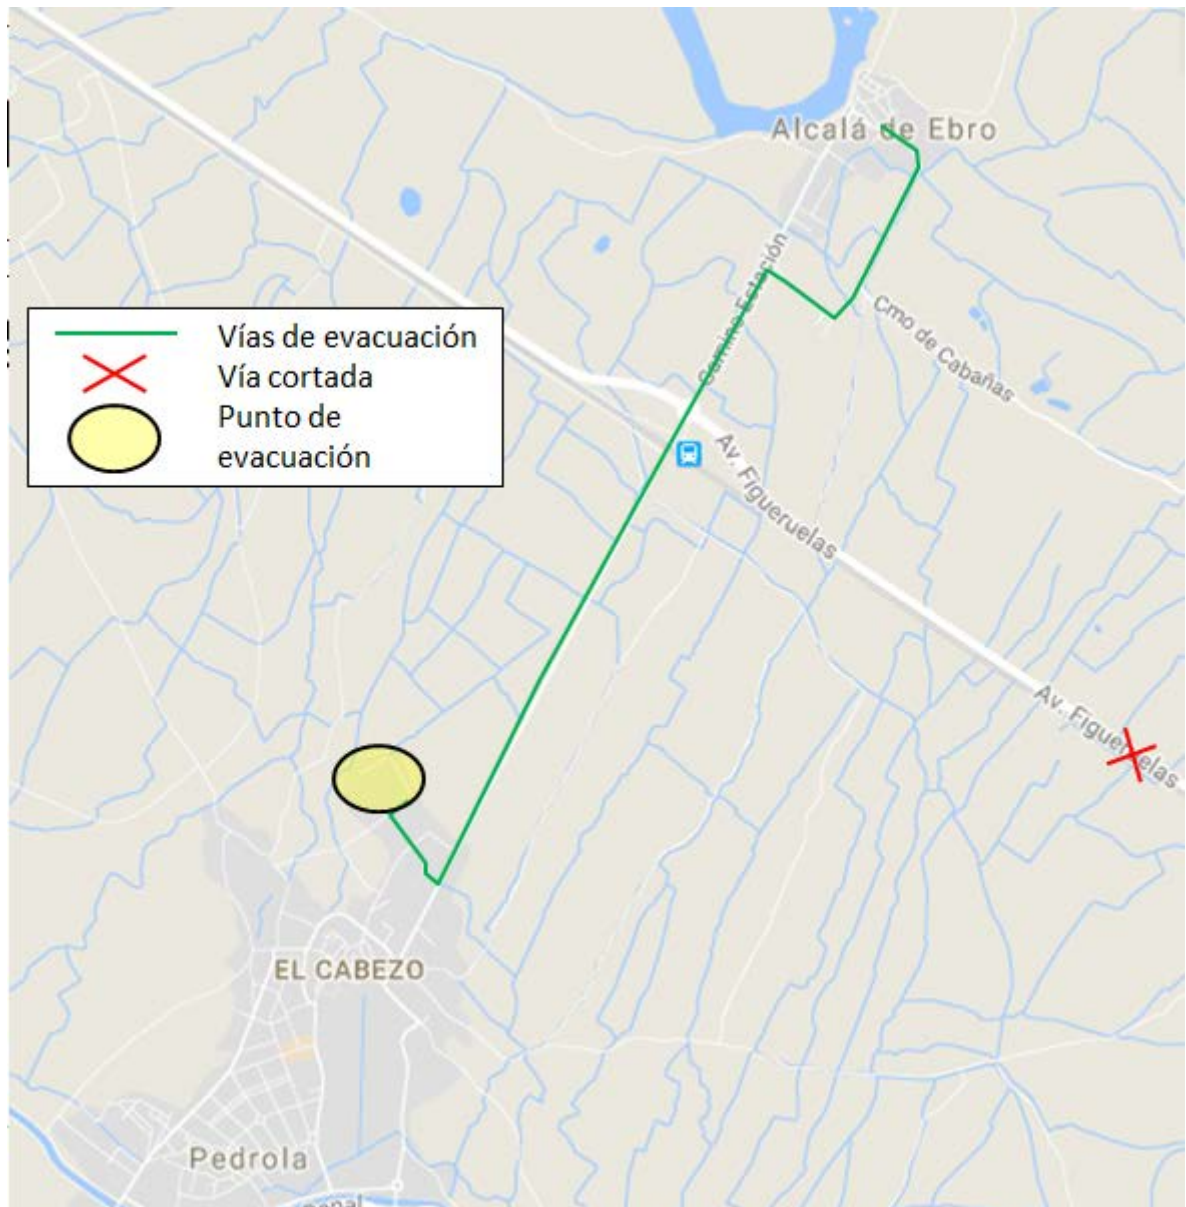 Alcalá de Ebro
Camino Estación
Cmo de Cabañas
Vías de evacuación
Vía cortada
Punto de
evacuación
Av. Figueruelas
Av. Figueruelas
EL CABEZO
Pedrola